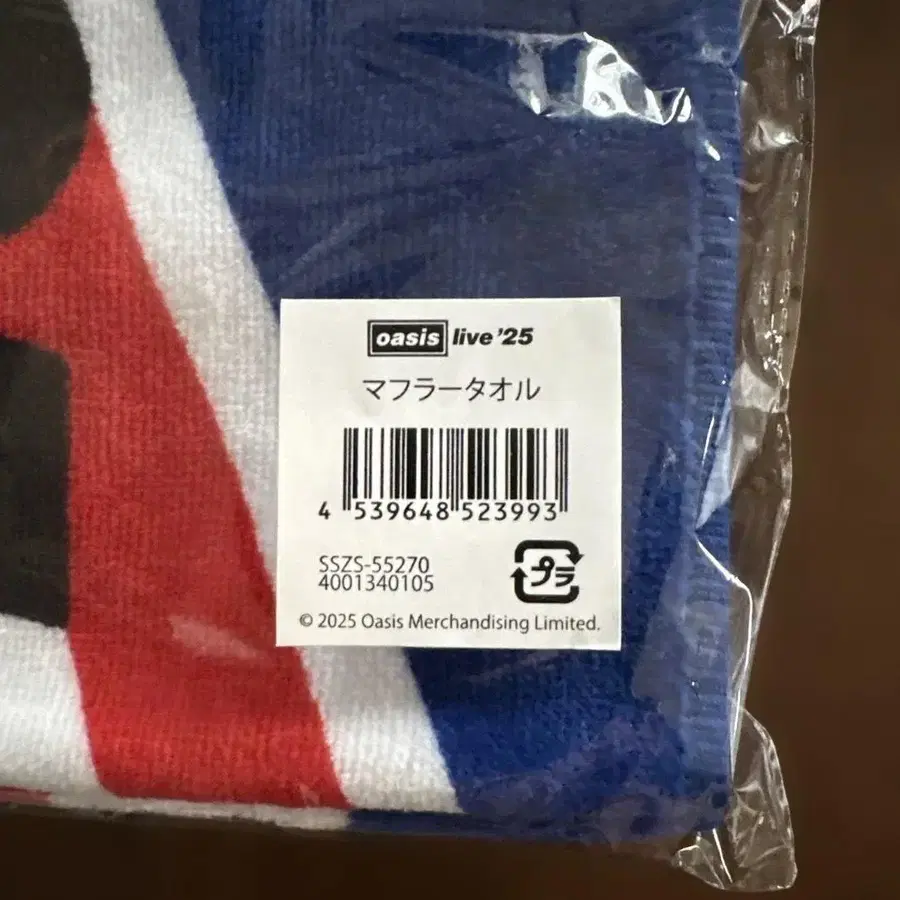 oasis live '25
マフラータオル
4 539648 523993
SSZS-55270
4001340105
プラ
© 2025 Oasis Merchandising Limited.